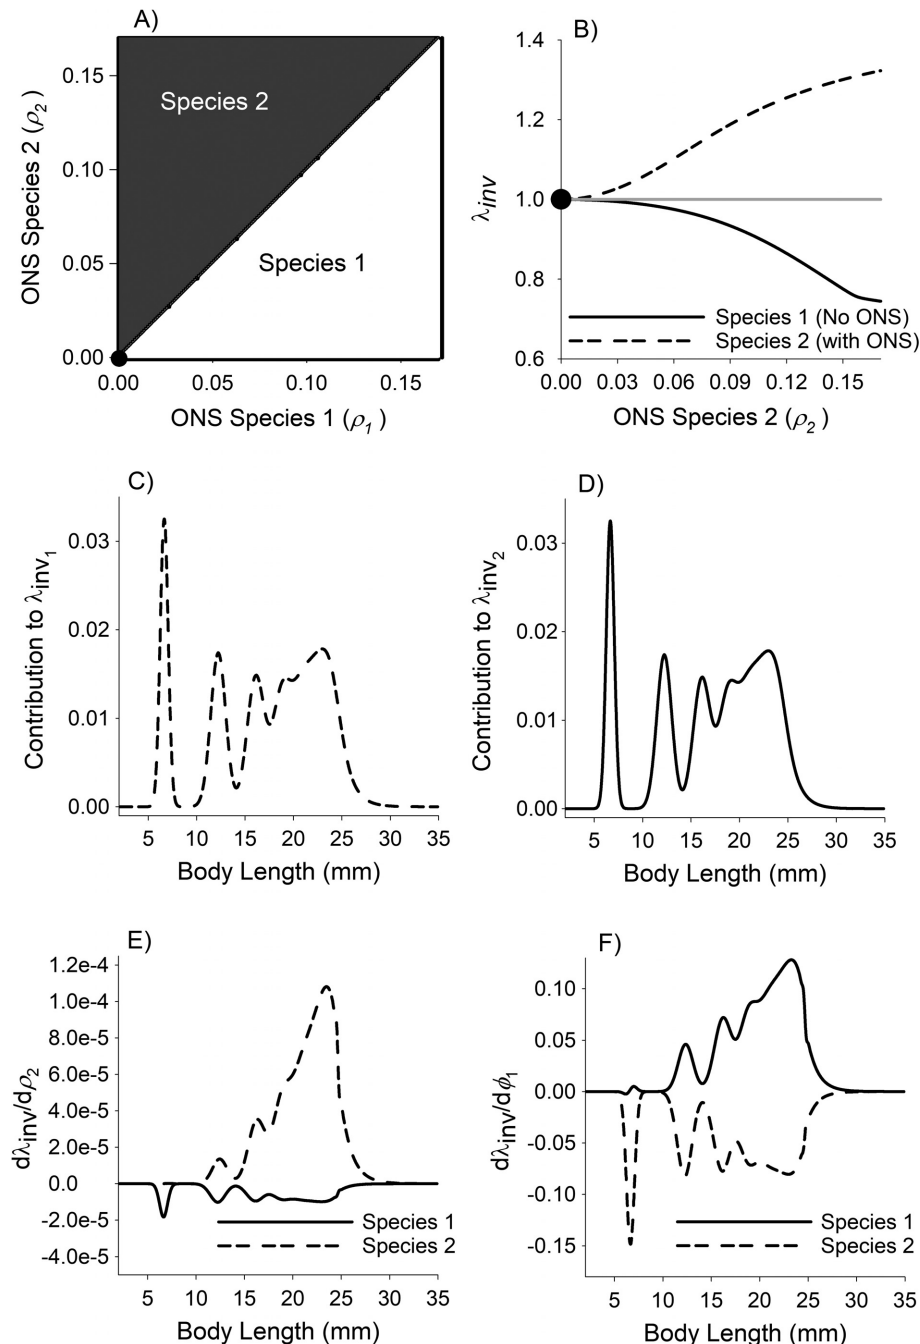 A)
ONS Species 2 (ρ2)
0.15
0.10
0.05
0.00
Species 2
Species 1
0.00 0.05 0.10 0.15
ONS Species 1 (ρ1)
B)
λinv
1.4
1.2
1.0
0.8
0.6
Species 1 (No ONS)
Species 2 (with ONS)
0.00 0.03 0.06 0.09 0.12 0.15
ONS Species 2 (ρ2)
C)
Contribution to λinv1
0.03
0.02
0.01
0.00
5 10 15 20 25 30 35
Body Length (mm)
D)
Contribution to λinv2
0.03
0.02
0.01
0.00
5 10 15 20 25 30 35
Body Length (mm)
E)
dλinv/dρ2
1.2e-4
1.0e-4
8.0e-5
6.0e-5
4.0e-5
2.0e-5
0.0
-2.0e-5
-4.0e-5
Species 1
Species 2
5 10 15 20 25 30 35
Body Length (mm)
F)
dλinv/dϕ1
0.10
0.05
0.00
-0.05
-0.10
-0.15
Species 1
Species 2
5 10 15 20 25 30 35
Body Length (mm)